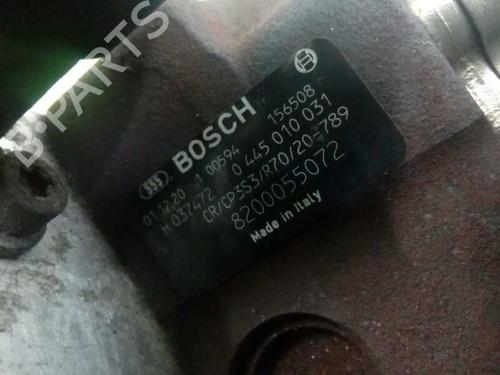 BOSCH
01.12.20 1 00594 156508
H 037472 0 445 010 031
CR/CP3S3/R70/20-789
8200055072
Made in Italy
B-PARTS